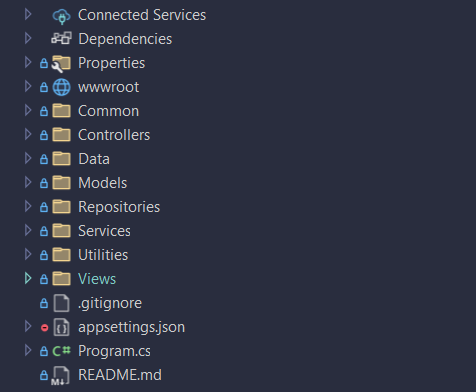 Connected Services
Dependencies
Properties
wwwroot
Common
Controllers
Data
Models
Repositories
Services
Utilities
Views
.gitignore
appsettings.json
C# Program.cs
M↓ README.md